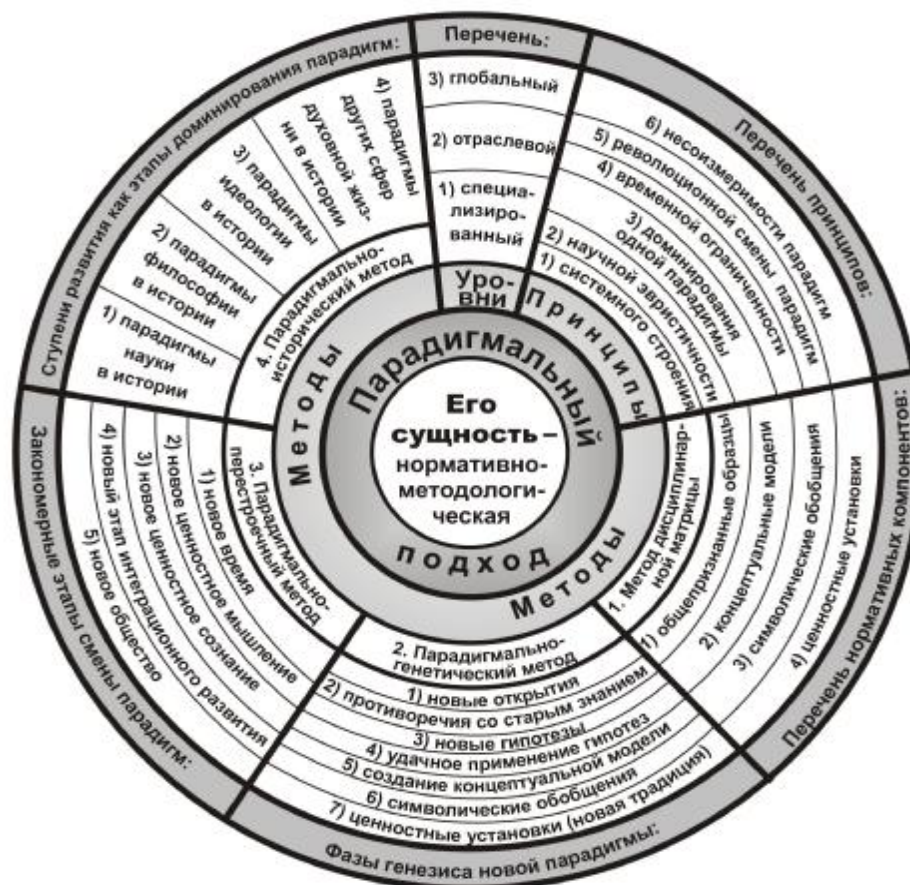 Парадигмальный
подход
Его
сущность –
нормативно-
методологи-
ческая
Уро-
вни
Перечень:
3) глобальный
2) отраслевой
1) специа-
лизиро-
ванный
Принципы
Перечень принципов:
6) несоизмеримости парадигм
5) революционной смены парадигм
4) временной ограниченности
3) доминирования
одной парадигмы
2) научной эвристичности
1) системного строения
Методы
1. Метод дисциплинар-
ной матрицы
1) общепризнанные образцы
2) концептуальные модели
3) символические обобщения
4) ценностные установки
Перечень нормативных компонентов:
2. Парадигмально-
генетический метод
1) новые открытия
2) противоречия со старым знанием
3) новые гипотезы
4) удачное применение гипотез
5) создание концептуальной модели
6) символические обобщения
7) ценностные установки (новая традиция)
Фазы генезиса новой парадигмы:
Методы
3. Парадигмально-
перестроечный метод
1) новое время
2) новое ценностное мышление
3) новое ценностное сознание
4) новый этап интеграционного развития
5) новое общество
Закономерные этапы смены парадигм:
4. Парадигмально-
исторический метод
1) парадигмы
науки
в истории
2) парадигмы
философии
в истории
3) парадигмы
идеологии
в истории
4) парадигмы
других сфер
духовной жиз-
ни в истории
Ступени развития как этапы доминирования парадигм: